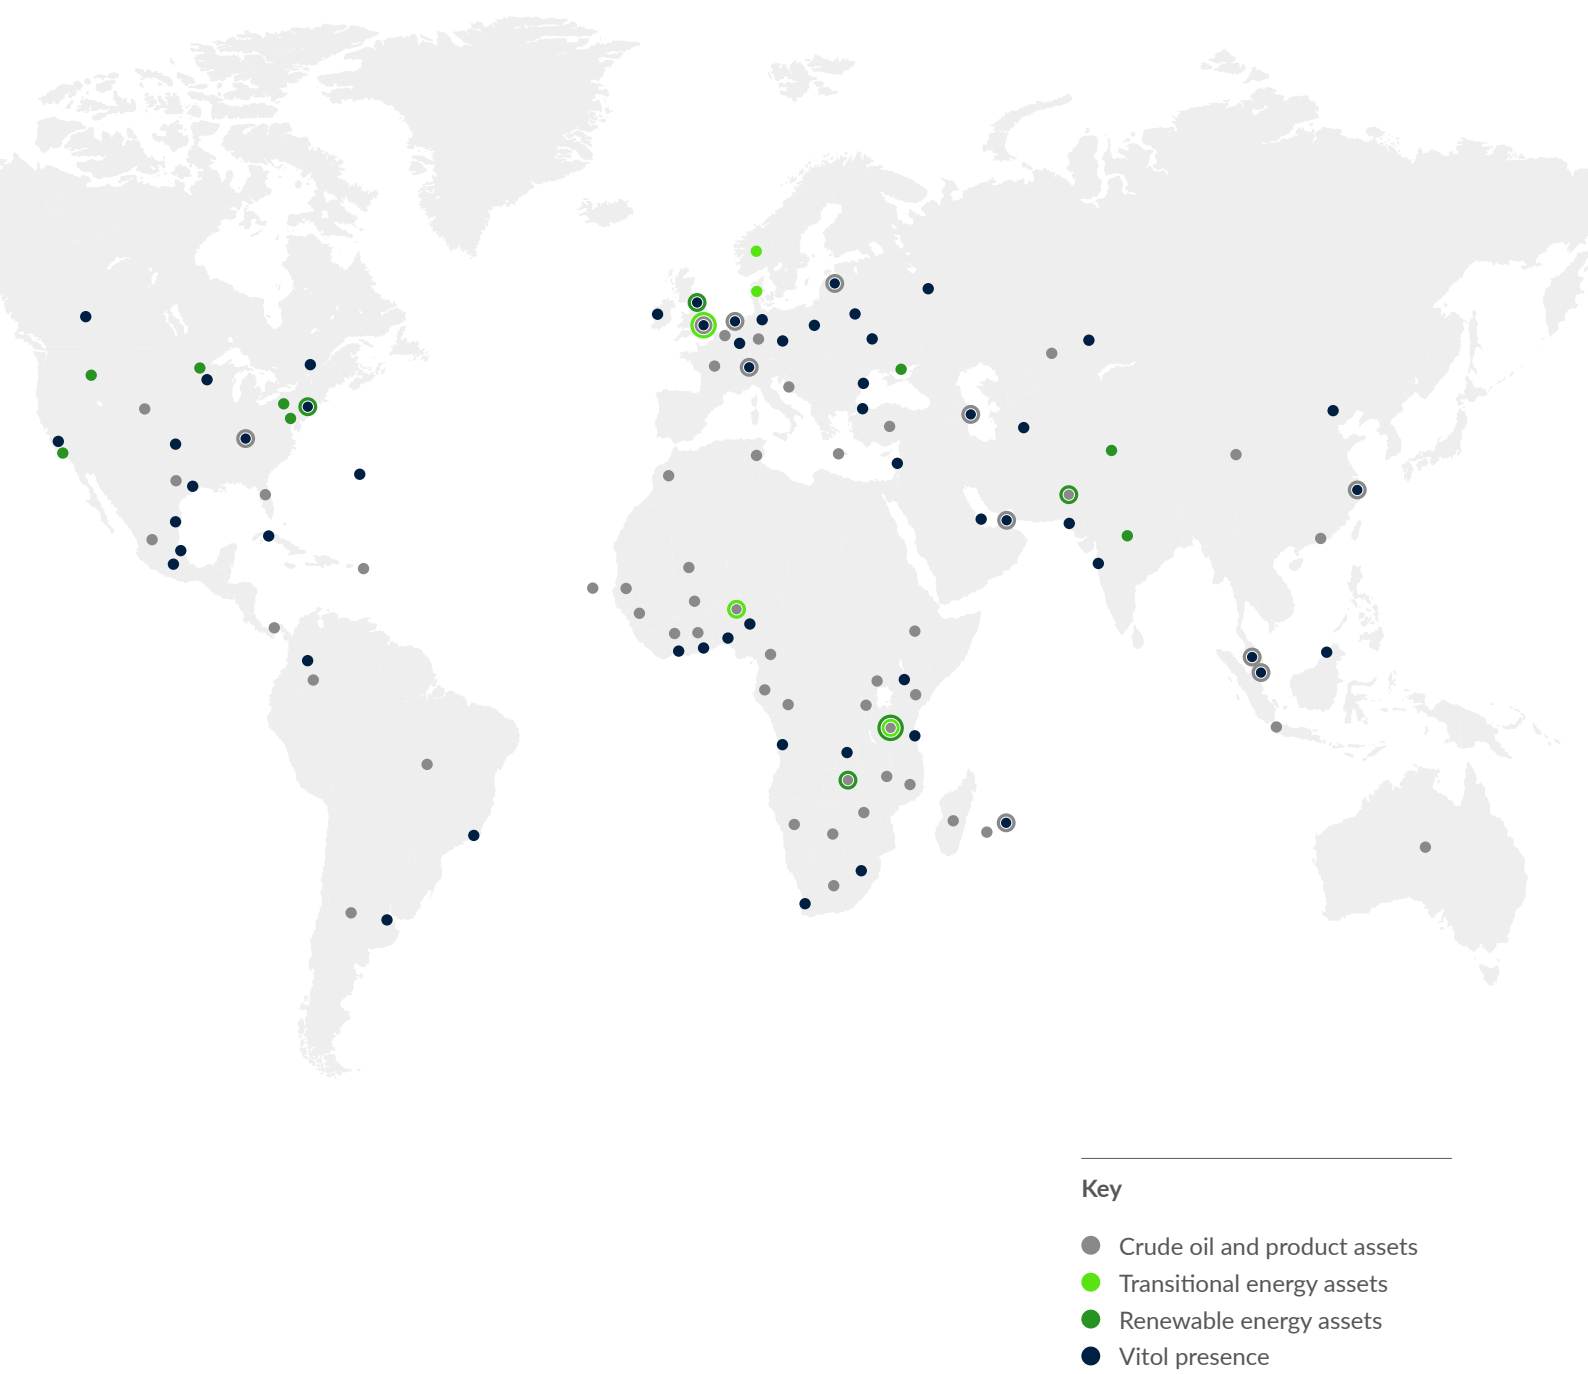 Key
Crude oil and product assets
Transitional energy assets
Renewable energy assets
Vitol presence